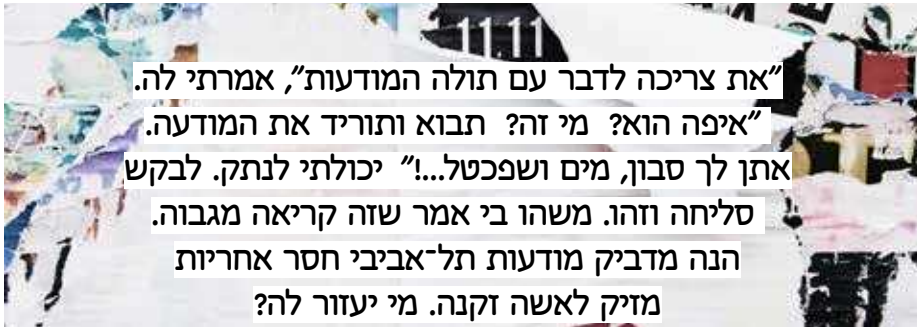 11.11
"את צריכה לדבר עם תולה המודעות", אמרתי לה.
"איפה הוא? מי זה? תבוא ותוריד את המודעה.
אתן לך סבון, מים ושפכטל...!" יכולתי לנתק. לבקש
סליחה וזהו. משהו בי אמר שזה קריאה מגבוה.
הנה מדביק מודעות תל־אביבי חסר אחריות
מזיק לאשה זקנה. מי יעזור לה?